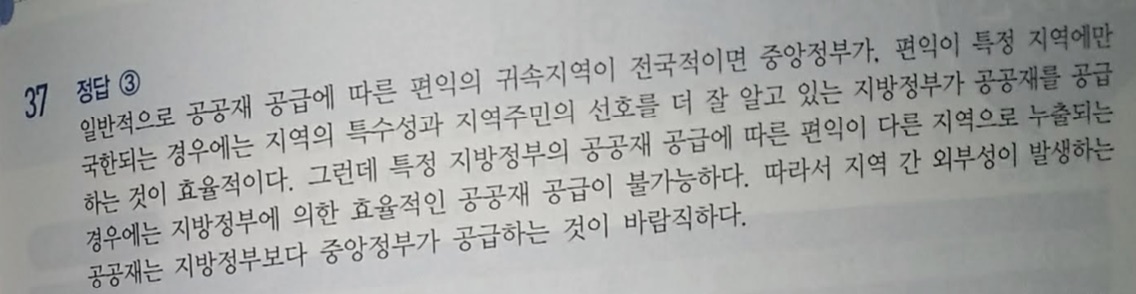 37 정답 ③
일반적으로 공공재 공급에 따른 편익의 귀속지역이 전국적이면 중앙정부가, 편익이 특정 지역에만
국한되는 경우에는 지역의 특수성과 지역주민의 선호를 더 잘 알고 있는 지방정부가 공공재를 공급
하는 것이 효율적이다. 그런데 특정 지방정부의 공공재 공급에 따른 편익이 다른 지역으로 누출되는
경우에는 지방정부에 의한 효율적인 공공재 공급이 불가능하다. 따라서 지역 간 외부성이 발생하는
공공재는 지방정부보다 중앙정부가 공급하는 것이 바람직하다.